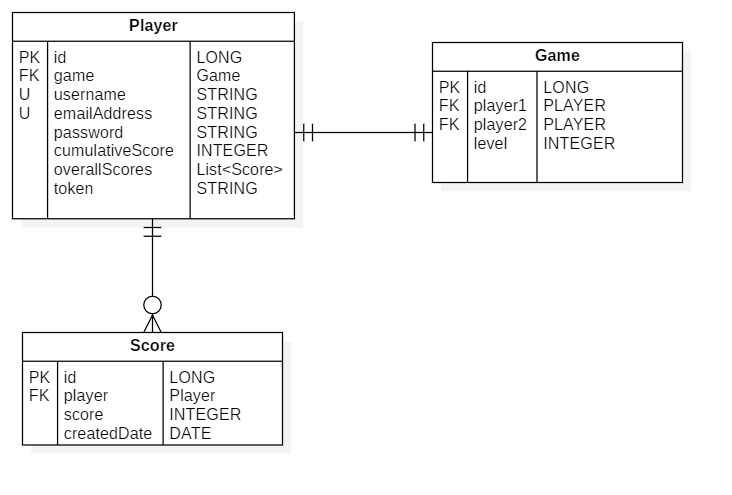 Player
PK id LONG
FK game Game
U username STRING
U emailAddress STRING
password STRING
cumulativeScore INTEGER
overallScores List<Score>
token STRING
Game
PK id LONG
FK player1 PLAYER
FK player2 PLAYER
level INTEGER
Score
PK id LONG
FK player Player
score INTEGER
createdDate DATE